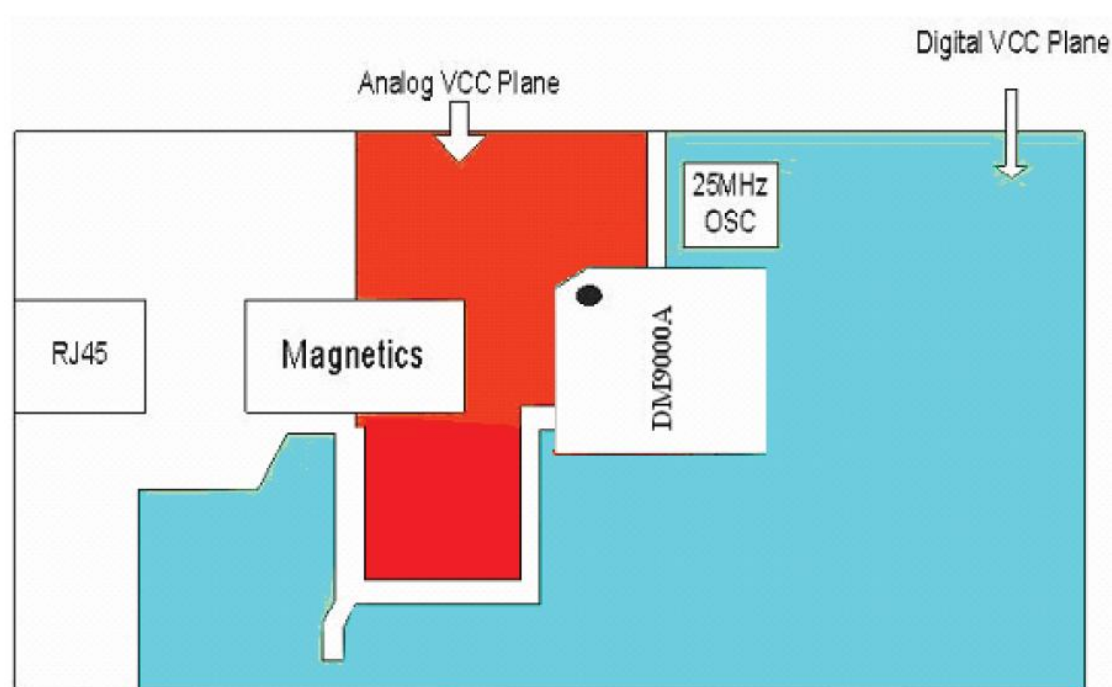 Digital VCC Plane
Analog VCC Plane
25MHz
OSC
RJ45
Magnetics
DM9000A